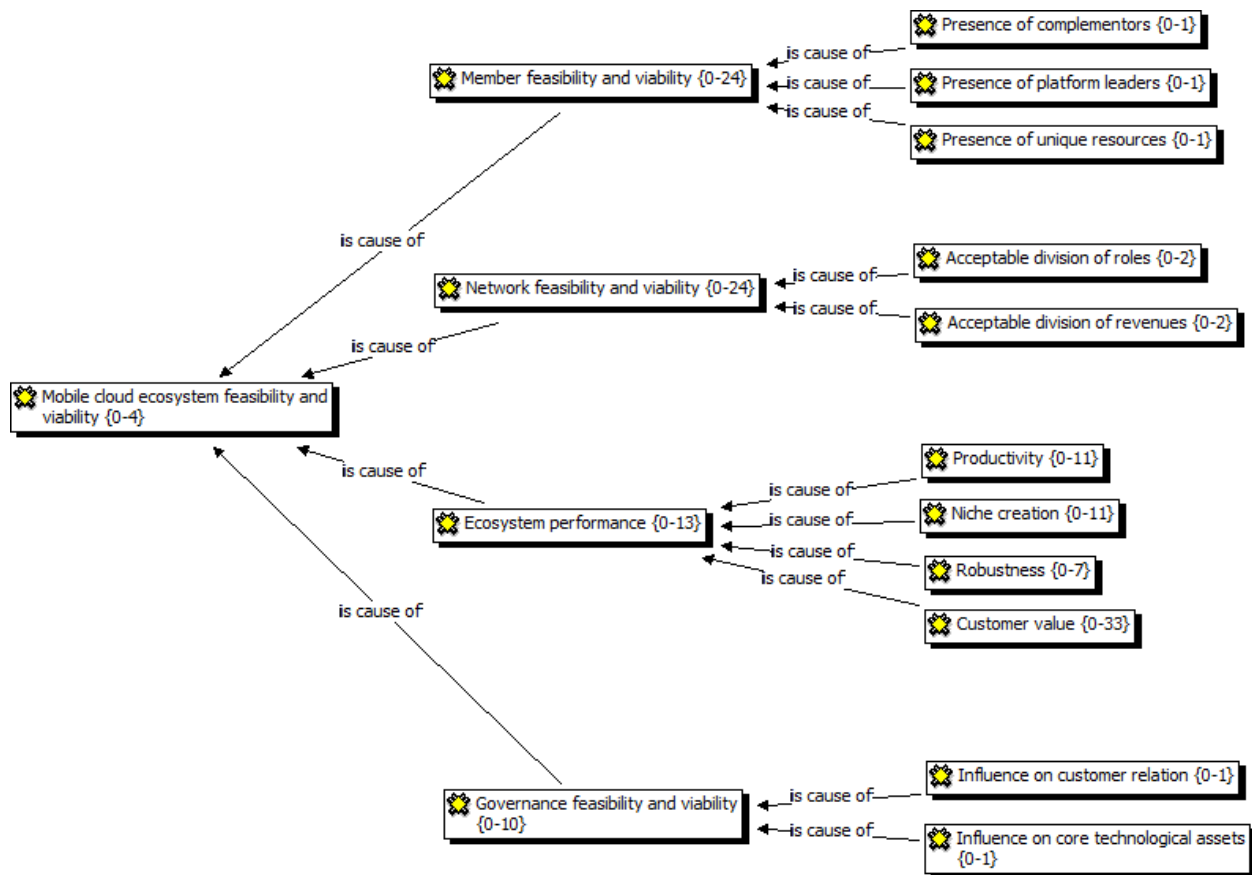 Presence of complementors {0-1}
is cause of
Member feasibility and viability {0-24}
is cause of
Presence of platform leaders {0-1}
is cause of
Presence of unique resources {0-1}
is cause of
Acceptable division of roles {0-2}
is cause of
Network feasibility and viability {0-24}
is cause of
Acceptable division of revenues {0-2}
is cause of
Mobile cloud ecosystem feasibility and
viability {0-4}
is cause of
Productivity {0-11}
is cause of
Ecosystem performance {0-13}
is cause of
Niche creation {0-11}
is cause of
Robustness {0-7}
is cause of
Customer value {0-33}
is cause of
Influence on customer relation {0-1}
is cause of
Governance feasibility and viability
{0-10}
is cause of
Influence on core technological assets
{0-1}